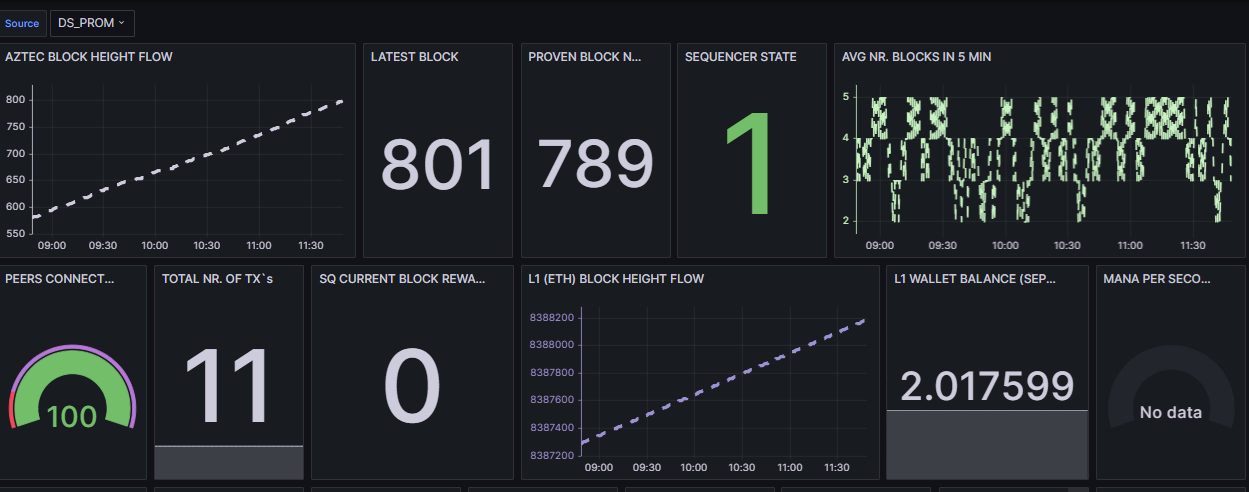 Source DS_PROM
AZTEC BLOCK HEIGHT FLOW
800
750
700
650
600
550
09:00 09:30 10:00 10:30 11:00 11:30
LATEST BLOCK
801
PROVEN BLOCK N...
789
SEQUENCER STATE
1
AVG NR. BLOCKS IN 5 MIN
5
4
3
2
09:00 09:30 10:00 10:30 11:00 11:30
PEERS CONNECT...
100
TOTAL NR. OF TX`s
11
SQ CURRENT BLOCK REWA...
0
L1 (ETH) BLOCK HEIGHT FLOW
8388200
8388000
8387800
8387600
8387400
8387200
09:00 09:30 10:00 10:30 11:00 11:30
L1 WALLET BALANCE (SEP...
2.017599
MANA PER SECO...
No data